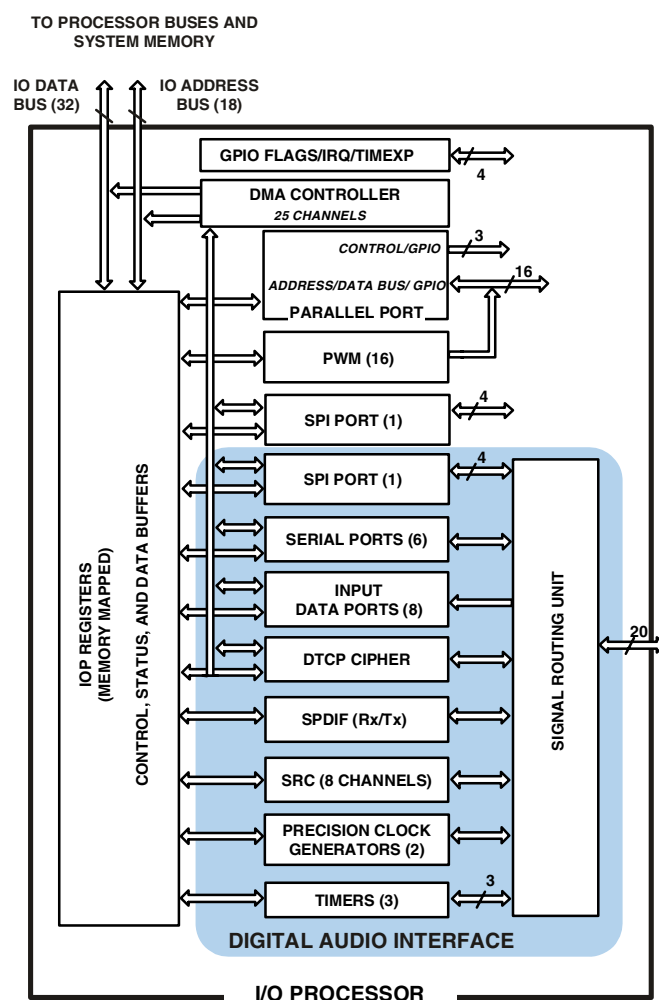 TO PROCESSOR BUSES AND
SYSTEM MEMORY
IO DATA
BUS (32)
IO ADDRESS
BUS (18)
GPIO FLAGS/IRQ/TIMEXP
4
DMA CONTROLLER
25 CHANNELS
CONTROL/GPIO
3
ADDRESS/DATA BUS/ GPIO
16
PARALLEL PORT
PWM (16)
SPI PORT (1)
4
SPI PORT (1)
4
SERIAL PORTS (6)
INPUT
DATA PORTS (8)
DTCP CIPHER
SPDIF (Rx/Tx)
SRC (8 CHANNELS)
PRECISION CLOCK
GENERATORS (2)
TIMERS (3)
3
IOP REGISTERS
(MEMORY MAPPED)
CONTROL, STATUS, AND DATA BUFFERS
SIGNAL ROUTING UNIT
20
DIGITAL AUDIO INTERFACE
I/O PROCESSOR